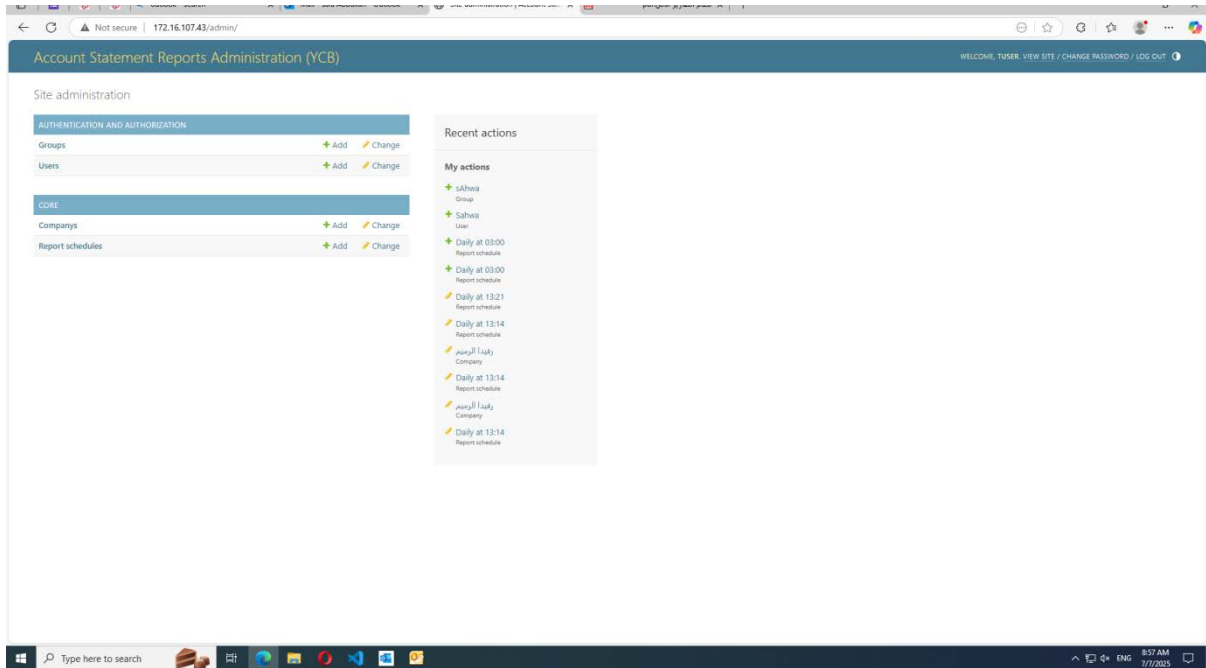 Not secure 172.16.107.43/admin/
Account Statement Reports Administration (YCB)
WELCOME, TUSER. VIEW SITE / CHANGE PASSWORD / LOG OUT
Site administration
AUTHENTICATION AND AUTHORIZATION
Groups Add Change
Users Add Change
CORE
Companys Add Change
Report schedules Add Change
Recent actions
My actions
sAhwa
Group
Sahwa
User
Daily at 03:00
Report schedule
Daily at 03:00
Report schedule
Daily at 13:21
Report schedule
Daily at 13:14
Report schedule
رفيدا الرميم
Company
Daily at 13:14
Report schedule
رفيدا الرميم
Company
Daily at 13:14
Report schedule
Type here to search
ENG
8:57 AM
7/7/2025